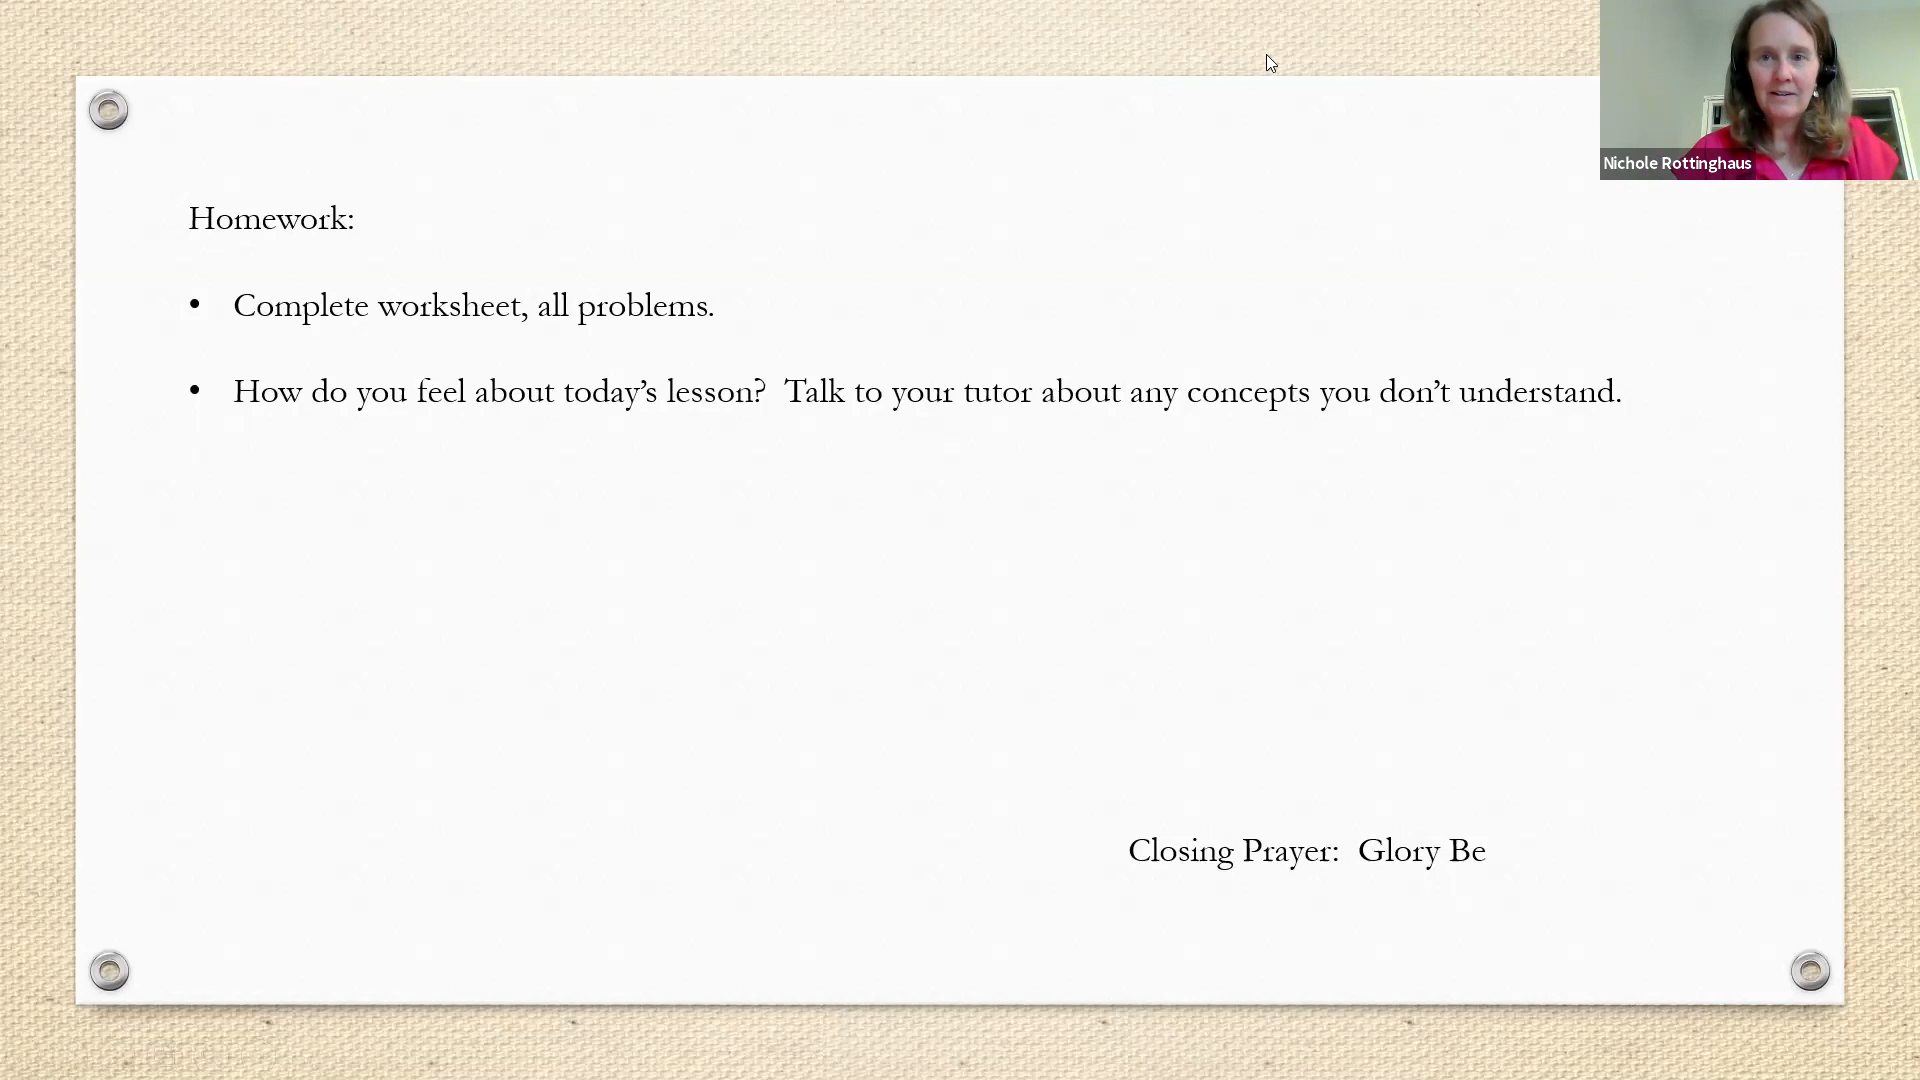 Nichole Rottinghaus
Homework:
• Complete worksheet, all problems.
• How do you feel about today’s lesson?  Talk to your tutor about any concepts you don’t understand.
Closing Prayer:  Glory Be